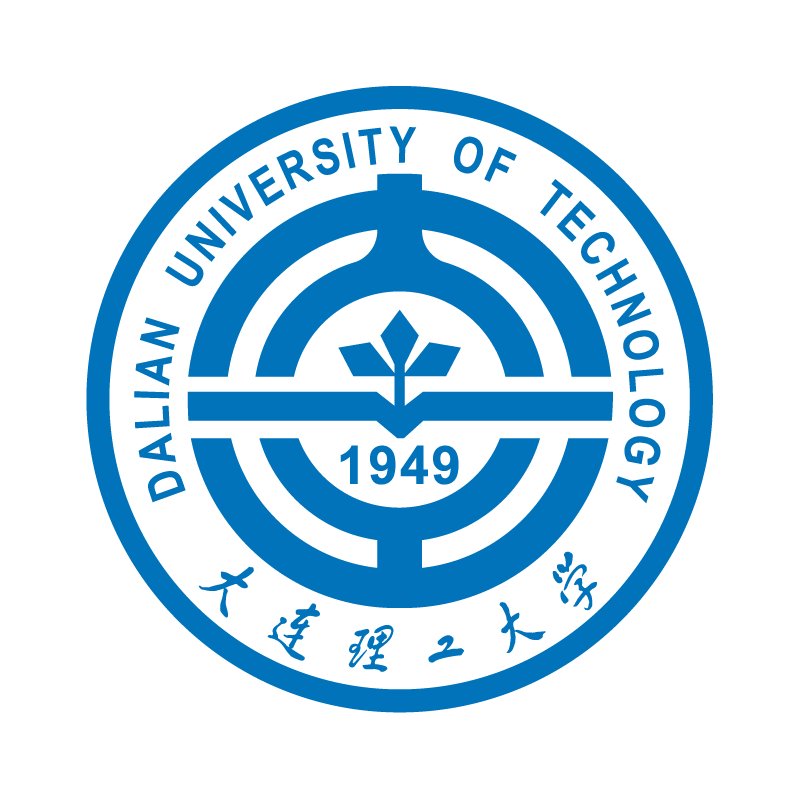 DALIAN UNIVERSITY OF TECHNOLOGY
1949
大连理工大学